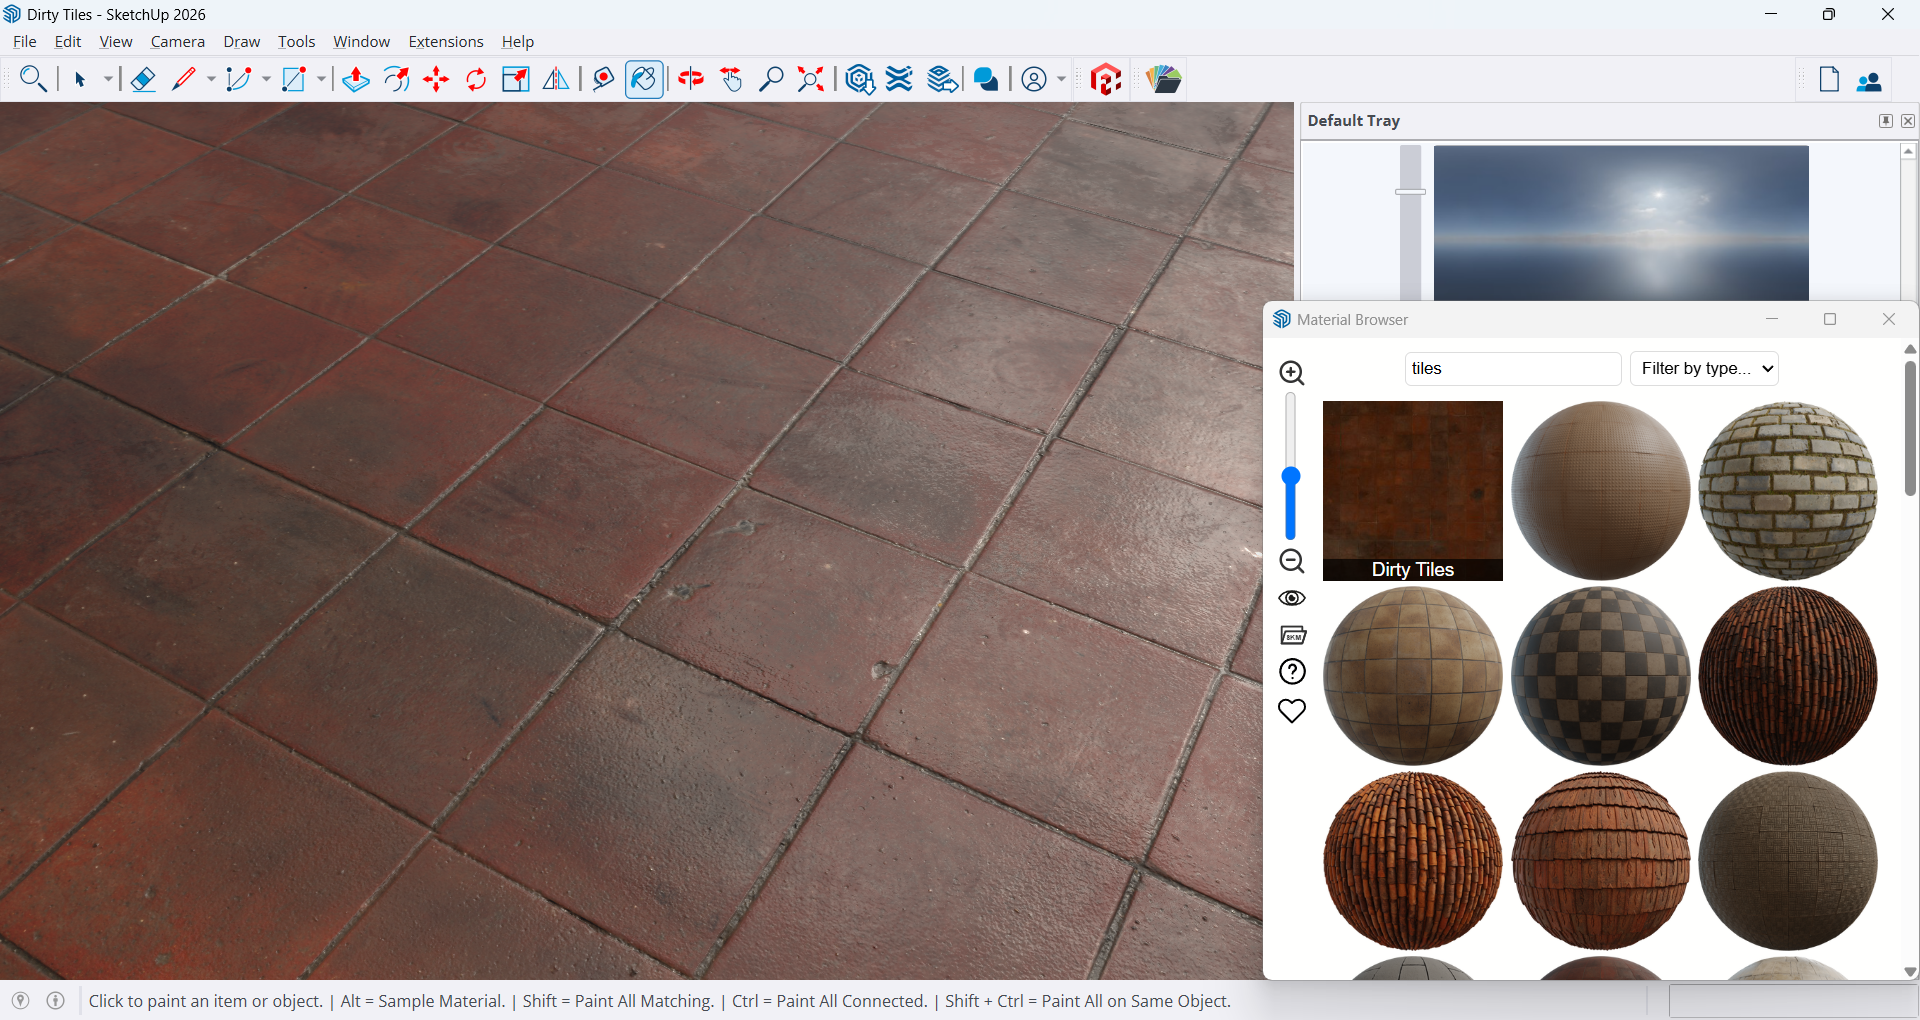 Dirty Tiles - SketchUp 2026
File Edit View Camera Draw Tools Window Extensions Help
Default Tray
Material Browser
tiles
Filter by type...
Dirty Tiles
SKM
Click to paint an item or object. | Alt = Sample Material. | Shift = Paint All Matching. | Ctrl = Paint All Connected. | Shift + Ctrl = Paint All on Same Object.